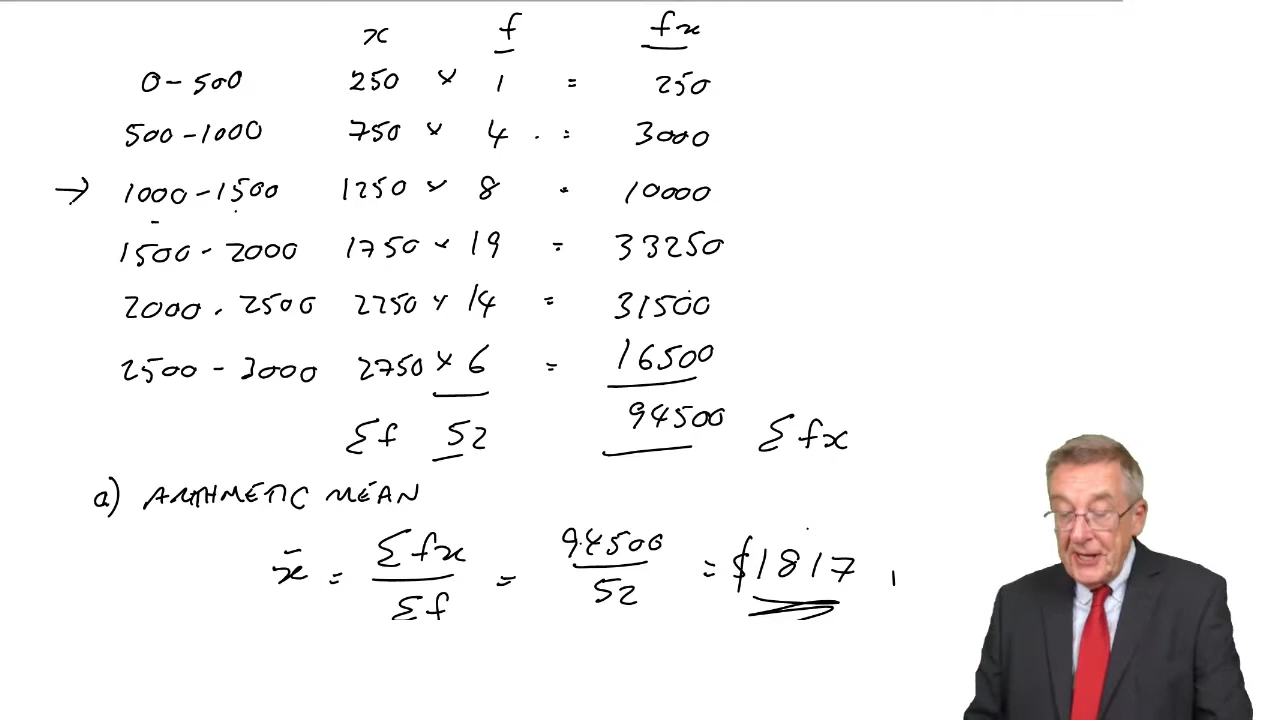 x f fx
0 - 500 250 × 1 = 250
500 - 1000 750 × 4 = 3000
→ 1000 - 1500 1250 × 8 = 10000
1500 - 2000 1750 × 19 = 33250
2000 - 2500 2250 × 14 = 31500
2500 - 3000 2750 × 6 = 16500
Σf 52 94500 Σfx
a) ARITHMETIC MEAN
x̄ = Σfx / Σf = 94500 / 52 = $1817